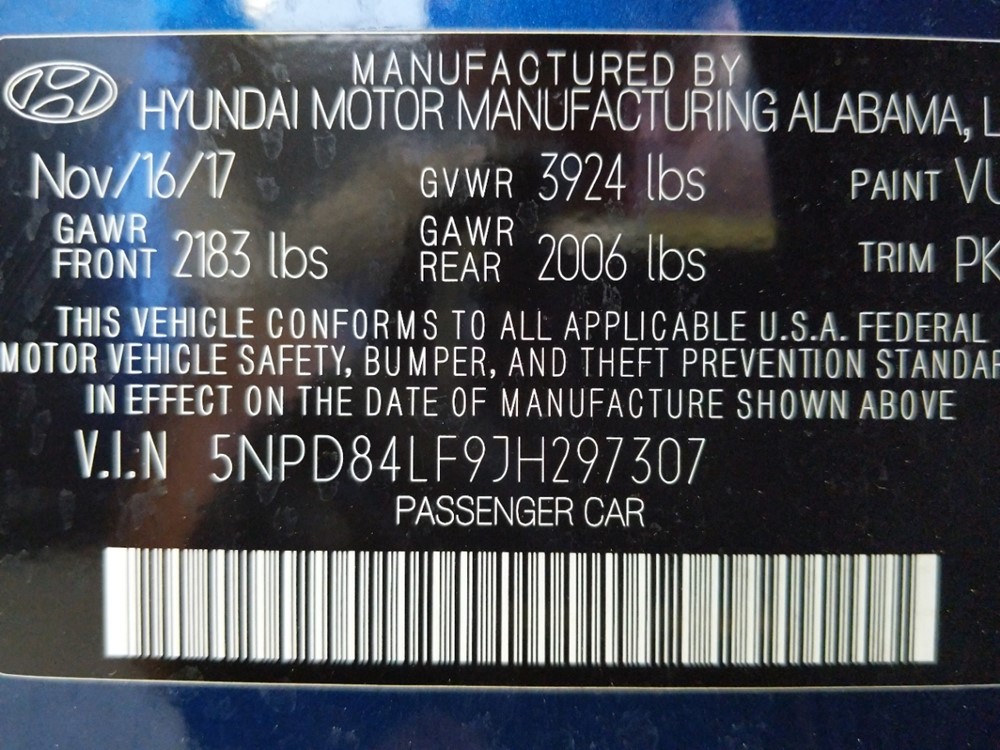 MANUFACTURED BY
HYUNDAI MOTOR MANUFACTURING ALABAMA, L
Nov/16/17 GVWR 3924 lbs PAINT VU
GAWR FRONT 2183 lbs GAWR REAR 2006 lbs TRIM PK
THIS VEHICLE CONFORMS TO ALL APPLICABLE U.S.A. FEDERAL
MOTOR VEHICLE SAFETY, BUMPER, AND THEFT PREVENTION STANDAR
IN EFFECT ON THE DATE OF MANUFACTURE SHOWN ABOVE
V.I.N 5NPD84LF9JH297307
PASSENGER CAR